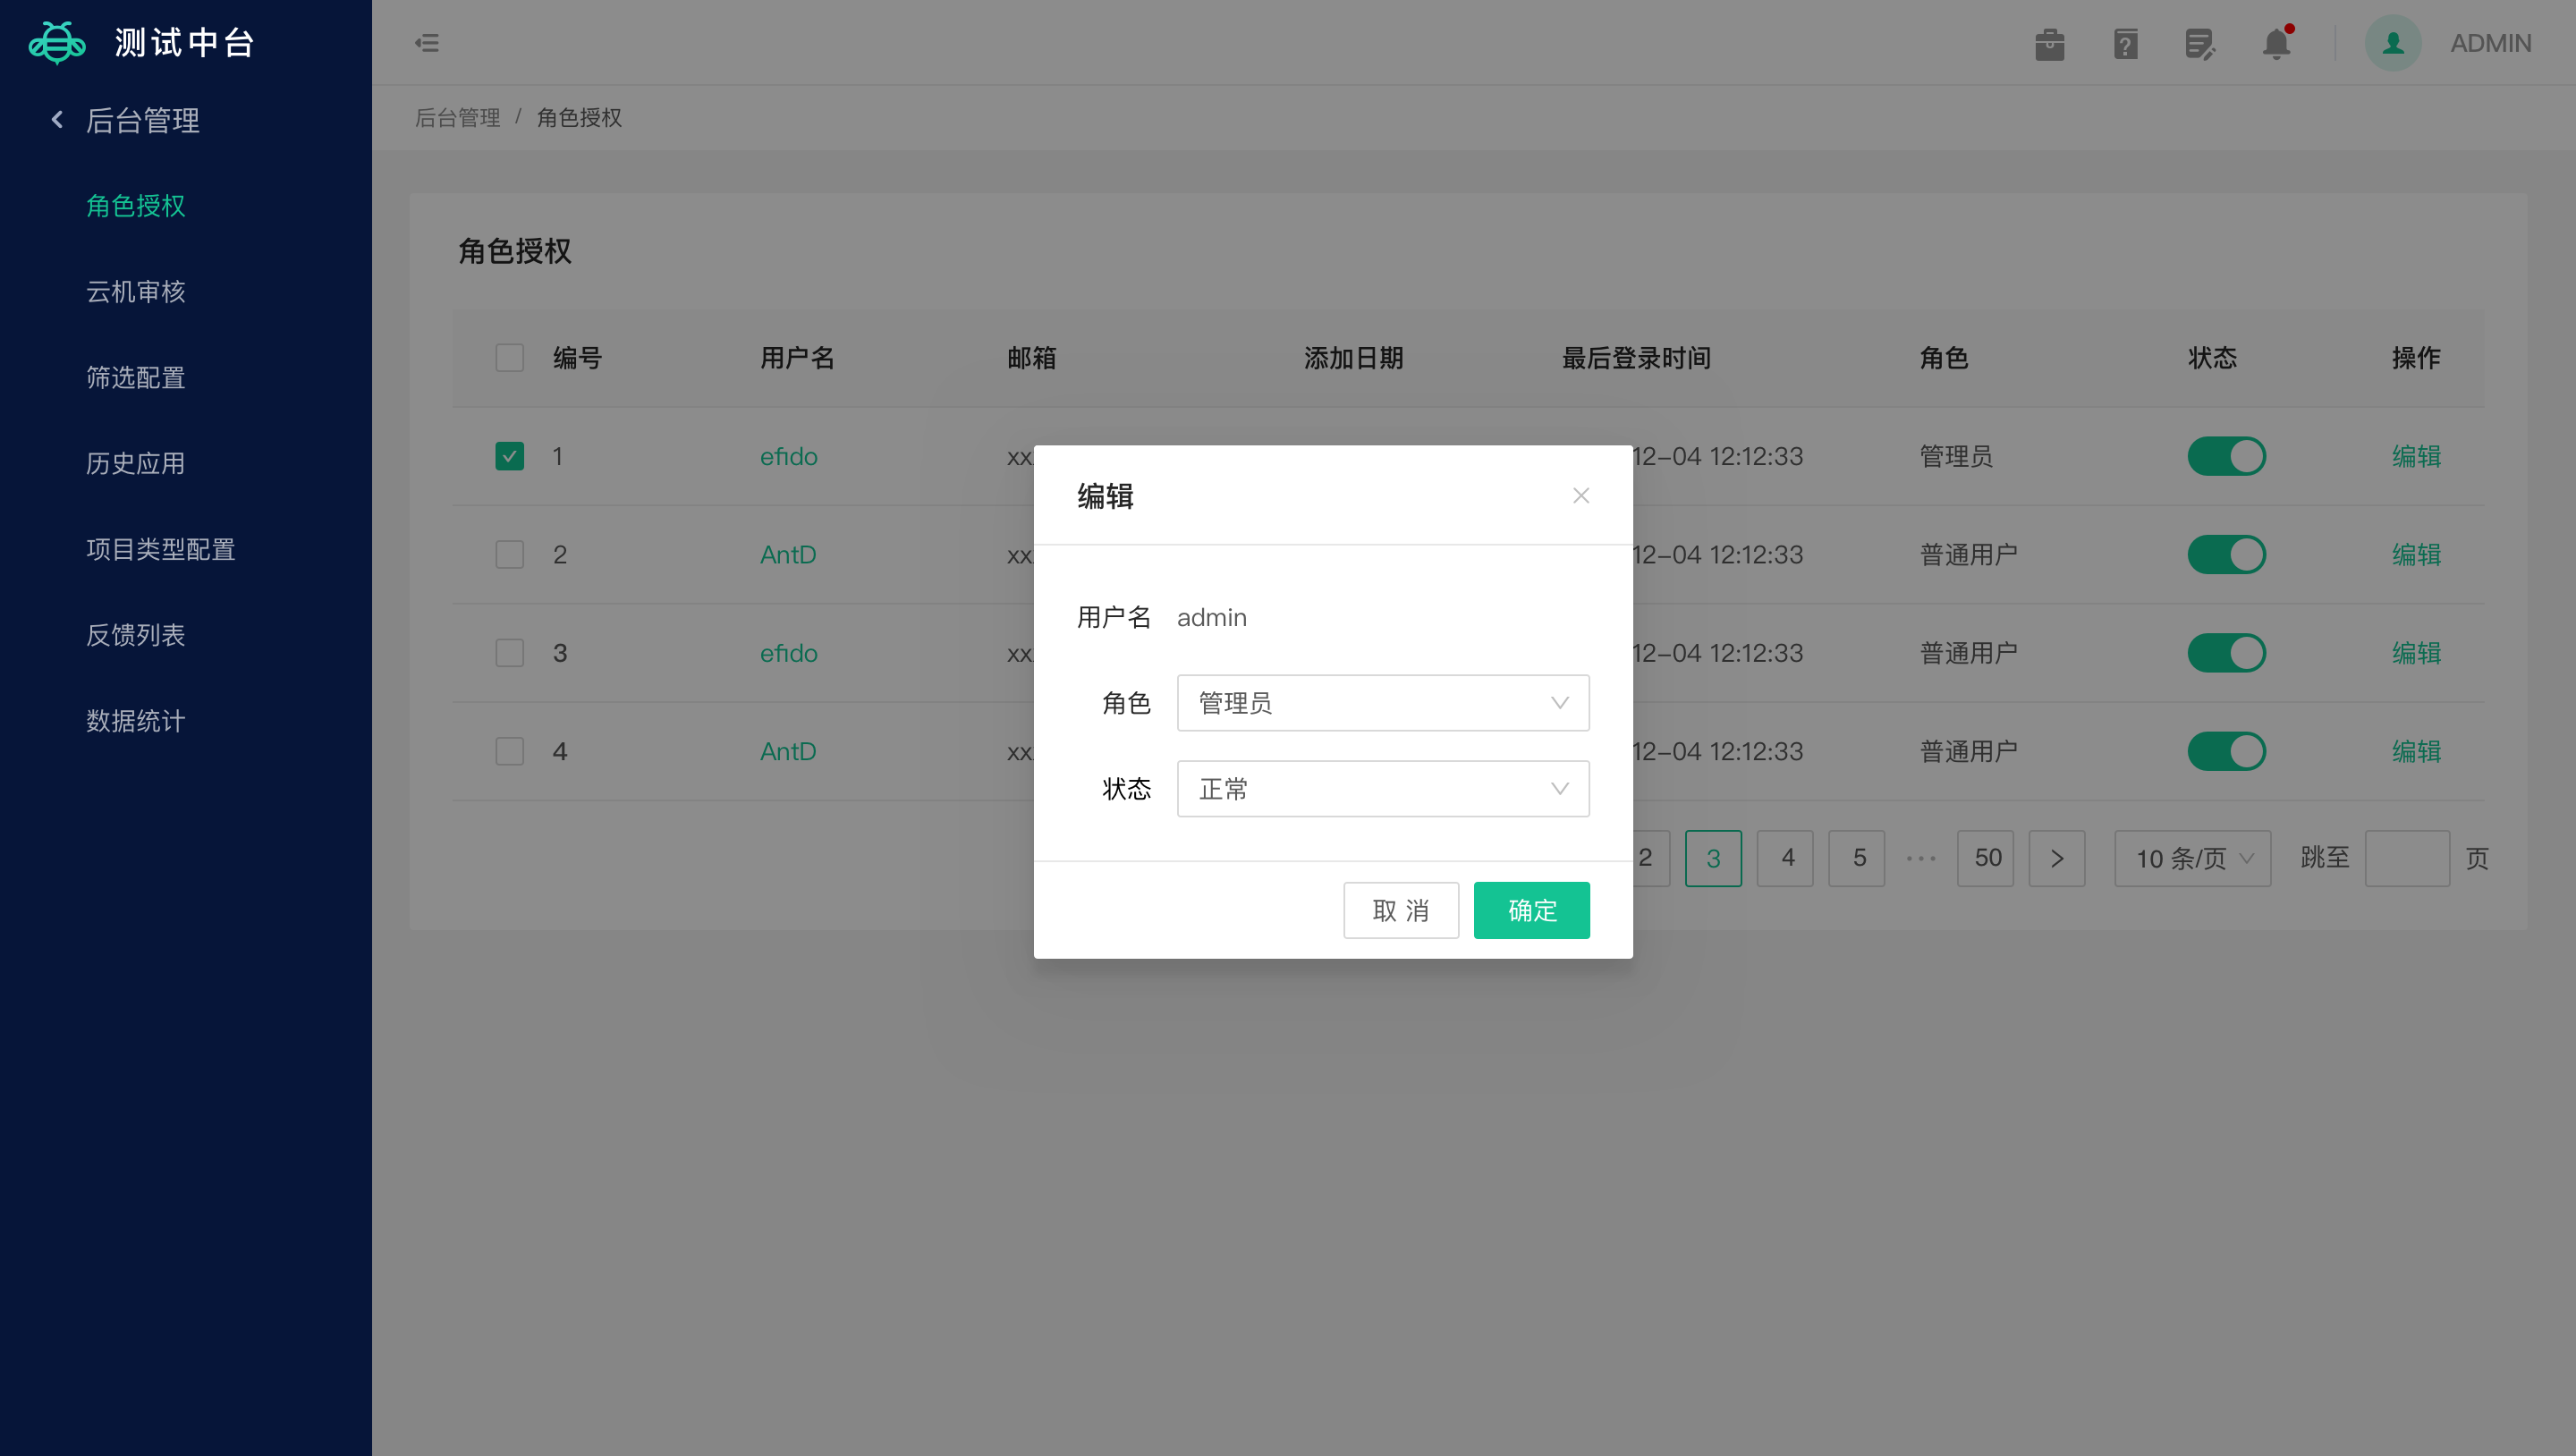 测试中台
后台管理
角色授权
云机审核
筛选配置
历史应用
项目类型配置
反馈列表
数据统计
ADMIN
后台管理 / 角色授权
角色授权
编号 用户名 邮箱 添加日期 最后登录时间 角色 状态 操作
1 efido xx 12-04 12:12:33 管理员 编辑
2 AntD xx 12-04 12:12:33 普通用户 编辑
3 efido xx 12-04 12:12:33 普通用户 编辑
4 AntD xx 12-04 12:12:33 普通用户 编辑
2 3 4 5 ··· 50 > 10 条/页 跳至 页
编辑
用户名 admin
角色 管理员
状态 正常
取 消 确定